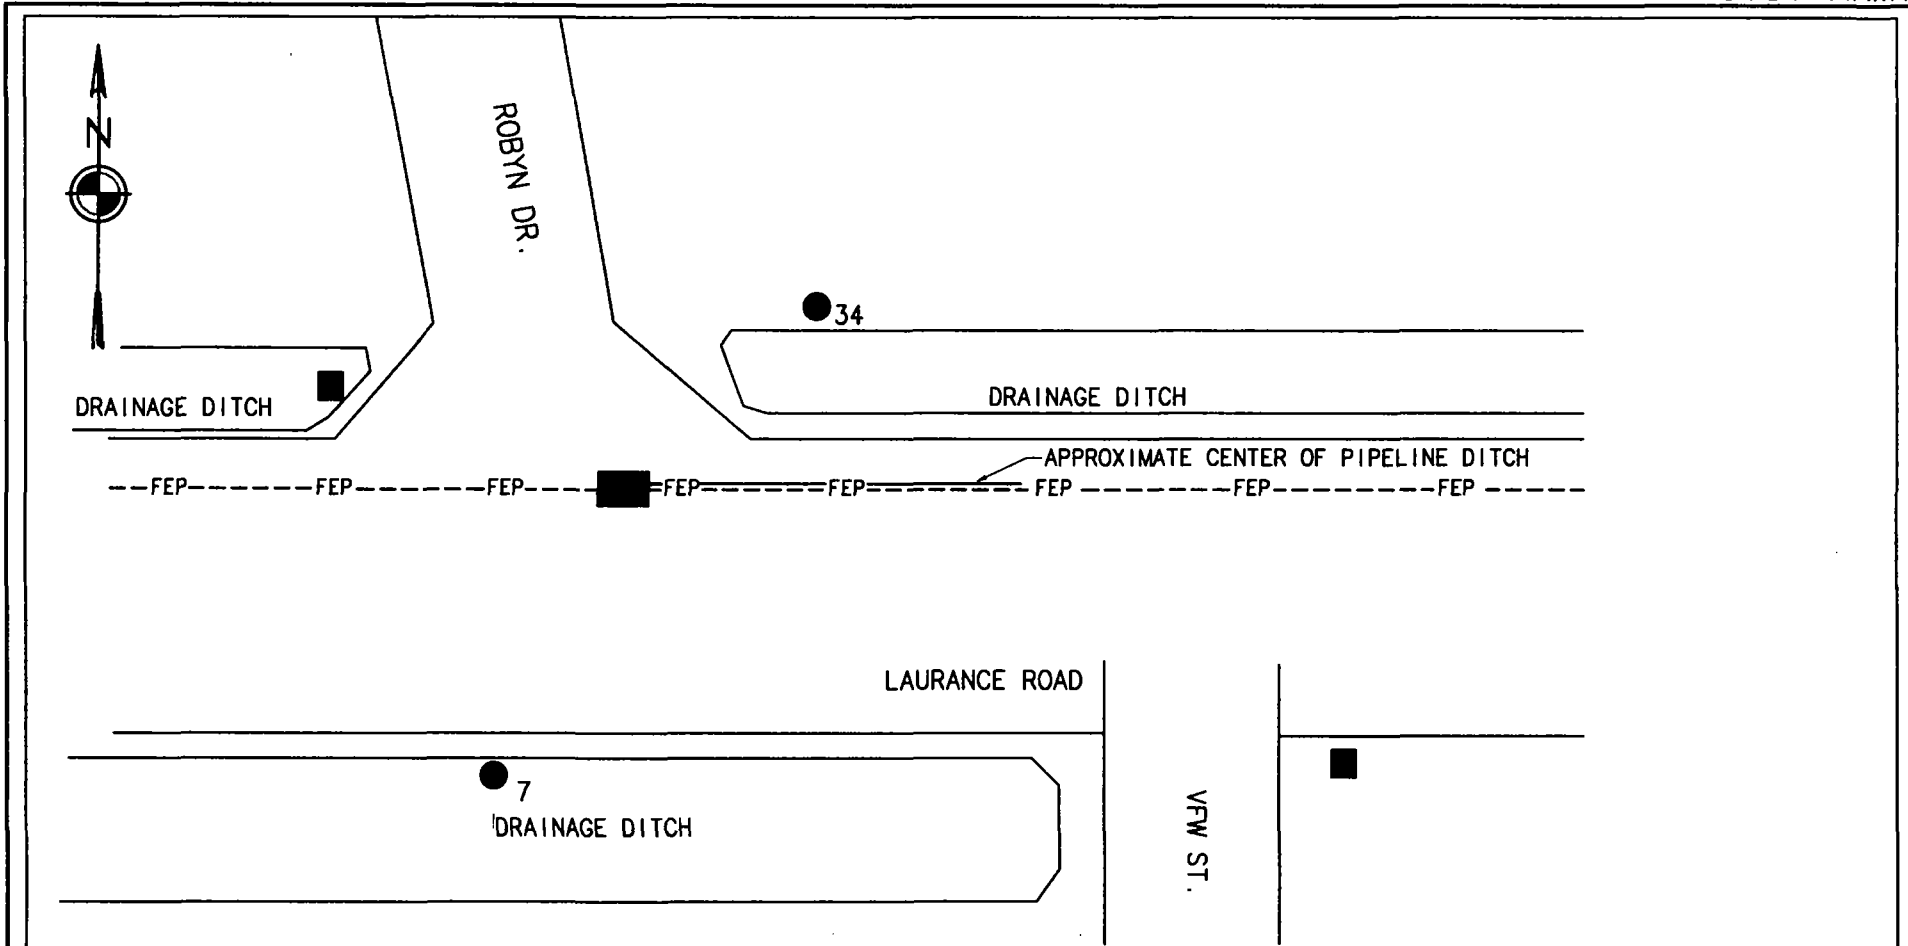 N
ROBYN DR.
34
DRAINAGE DITCH
DRAINAGE DITCH
APPROXIMATE CENTER OF PIPELINE DITCH
FEP FEP FEP FEP FEP FEP FEP FEP
LAURANCE ROAD
7
DRAINAGE DITCH
VFW ST.